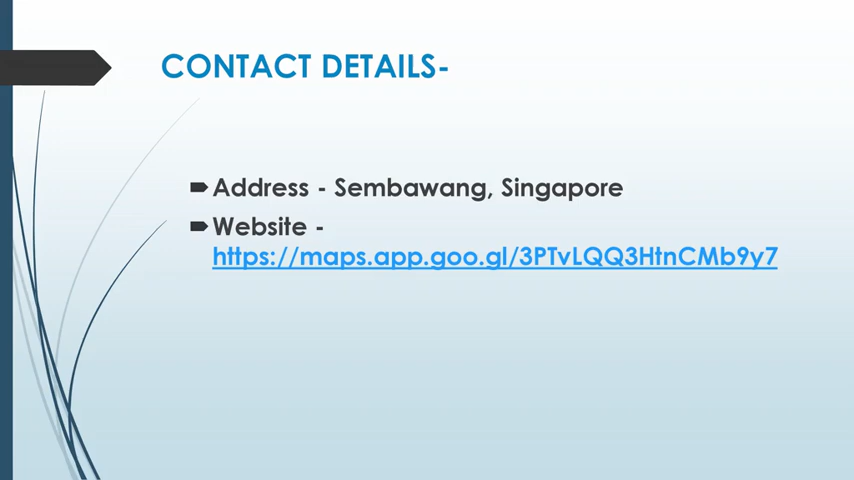 CONTACT DETAILS-
Address - Sembawang, Singapore
Website -
https://maps.app.goo.gl/3PTvLQQ3HtnCMb9y7